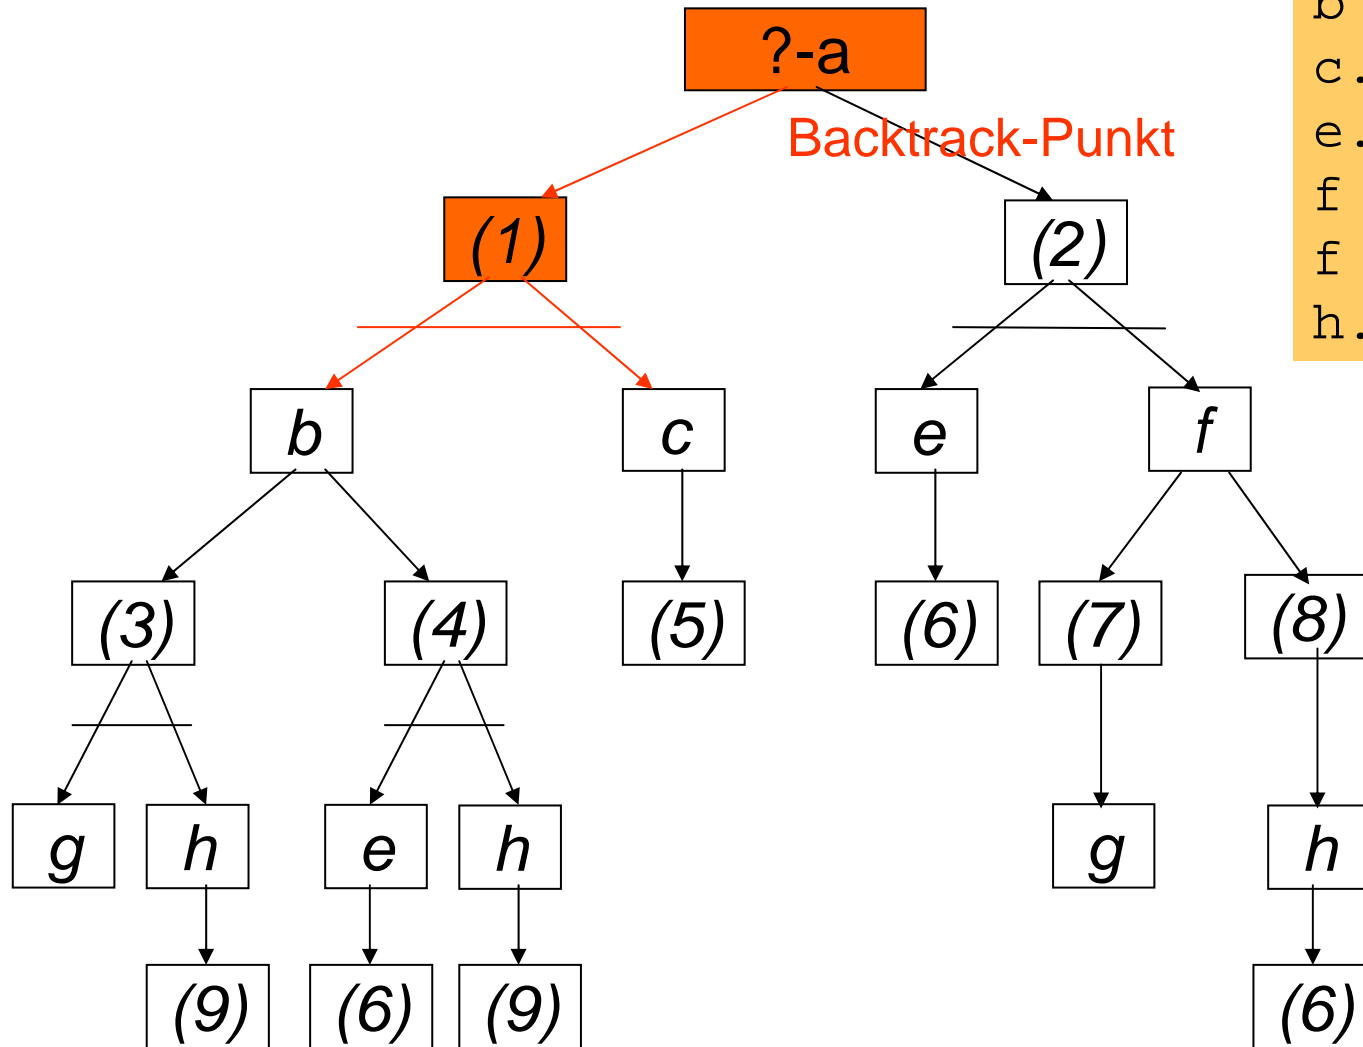 ?-a
b
c.
e.
f
f
h.
Backtrack-Punkt
(1)
(2)
b
c
e
f
(3)
(4)
(5)
(6)
(7)
(8)
g
h
e
h
g
h
(9)
(6)
(9)
(6)